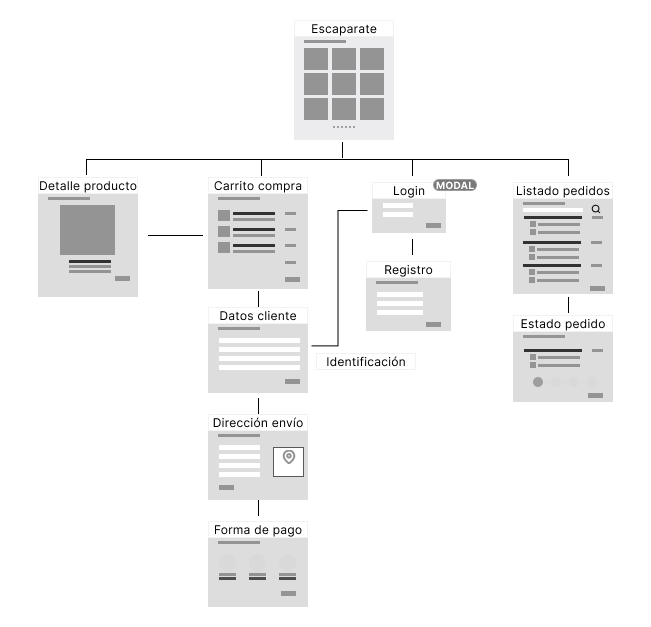 Escaparate
Detalle producto
Carrito compra
Login
MODAL
Listado pedidos
Registro
Datos cliente
Estado pedido
Identificación
Dirección envío
Forma de pago